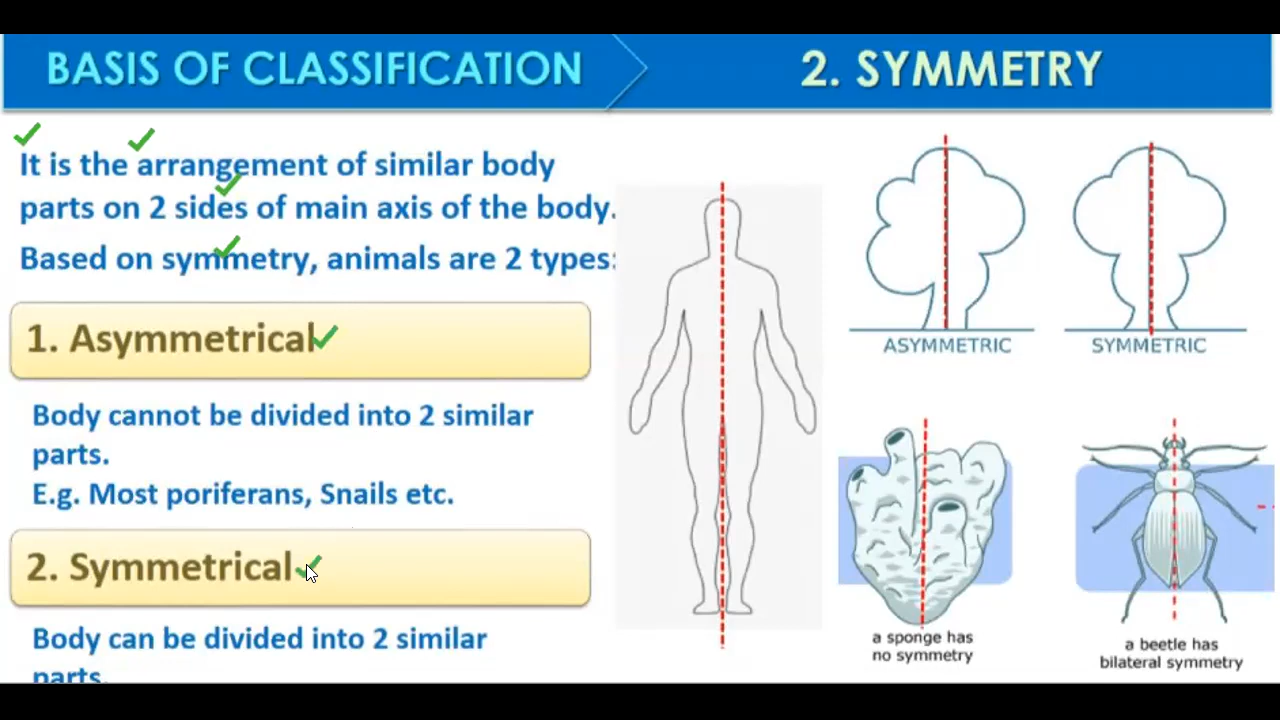 BASIS OF CLASSIFICATION
2. SYMMETRY
It is the arrangement of similar body
parts on 2 sides of main axis of the body.
Based on symmetry, animals are 2 types:
1. Asymmetrical
Body cannot be divided into 2 similar
parts.
E.g. Most poriferans, Snails etc.
2. Symmetrical
Body can be divided into 2 similar
parts.
ASYMMETRIC
SYMMETRIC
a sponge has
no symmetry
a beetle has
bilateral symmetry